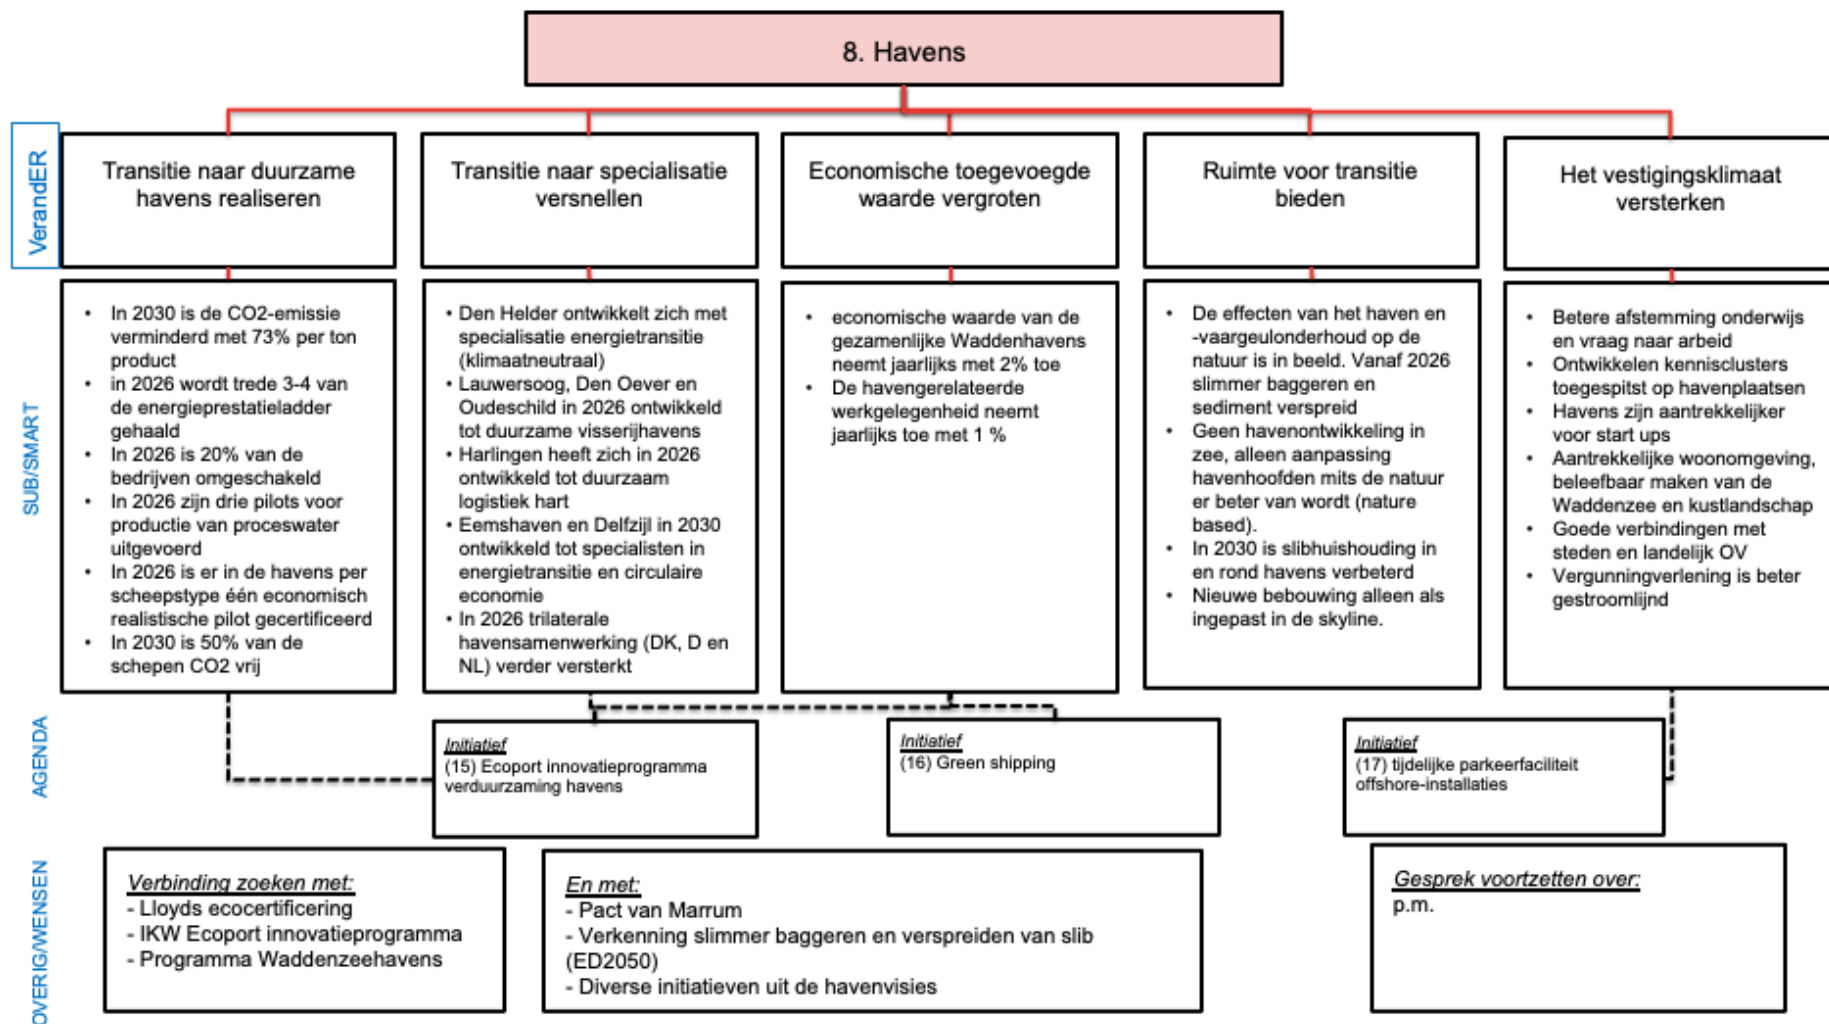 8. Havens
VerandER
Transitie naar duurzame
havens realiseren
Transitie naar specialisatie
versnellen
Economische toegevoegde
waarde vergroten
Ruimte voor transitie
bieden
Het vestigingsklimaat
versterken
SUB/SMART
• In 2030 is de CO2-emissie
verminderd met 73% per ton
product
• in 2026 wordt trede 3-4 van
de energieprestatieladder
gehaald
• In 2026 is 20% van de
bedrijven omgeschakeld
• In 2026 zijn drie pilots voor
productie van proceswater
uitgevoerd
• In 2026 is er in de havens per
scheepstype één economisch
realistische pilot gecertificeerd
• In 2030 is 50% van de
schepen CO2 vrij
• Den Helder ontwikkelt zich met
specialisatie energietransitie
(klimaatneutraal)
• Lauwersoog, Den Oever en
Oudeschild in 2026 ontwikkeld
tot duurzame visserijhavens
• Harlingen heeft zich in 2026
ontwikkeld tot duurzaam
logistiek hart
• Eemshaven en Delfzijl in 2030
ontwikkeld tot specialisten in
energietransitie en circulaire
economie
• In 2026 trilaterale
havensamenwerking (DK, D en
NL) verder versterkt
• economische waarde van de
gezamenlijke Waddenhavens
neemt jaarlijks met 2% toe
• De havengerelateerde
werkgelegenheid neemt
jaarlijks toe met 1 %
• De effecten van het haven en
-vaargeulonderhoud op de
natuur is in beeld. Vanaf 2026
slimmer baggeren en
sediment verspreid
• Geen havenontwikkeling in
zee, alleen aanpassing
havenhoofden mits de natuur
er beter van wordt (nature
based).
• In 2030 is slibhuishouding in
en rond havens verbeterd
• Nieuwe bebouwing alleen als
ingepast in de skyline.
• Betere afstemming onderwijs
en vraag naar arbeid
• Ontwikkelen kennisclusters
toegespitst op havenplaatsen
• Havens zijn aantrekkelijker
voor start ups
• Aantrekkelijke woonomgeving,
beleefbaar maken van de
Waddenzee en kustlandschap
• Goede verbindingen met
steden en landelijk OV
• Vergunningverlening is beter
gestroomlijnd
AGENDA
Initiatief
(15) Ecoport innovatieprogramma
verduurzaming havens
Initiatief
(16) Green shipping
Initiatief
(17) tijdelijke parkeerfaciliteit
offshore-installaties
OVERIG/WENSEN
Verbinding zoeken met:
- Lloyds ecocertificering
- IKW Ecoport innovatieprogramma
- Programma Waddenzeehavens
En met:
- Pact van Marrum
- Verkenning slimmer baggeren en verspreiden van slib
(ED2050)
- Diverse initiatieven uit de havenvisies
Gesprek voortzetten over:
p.m.